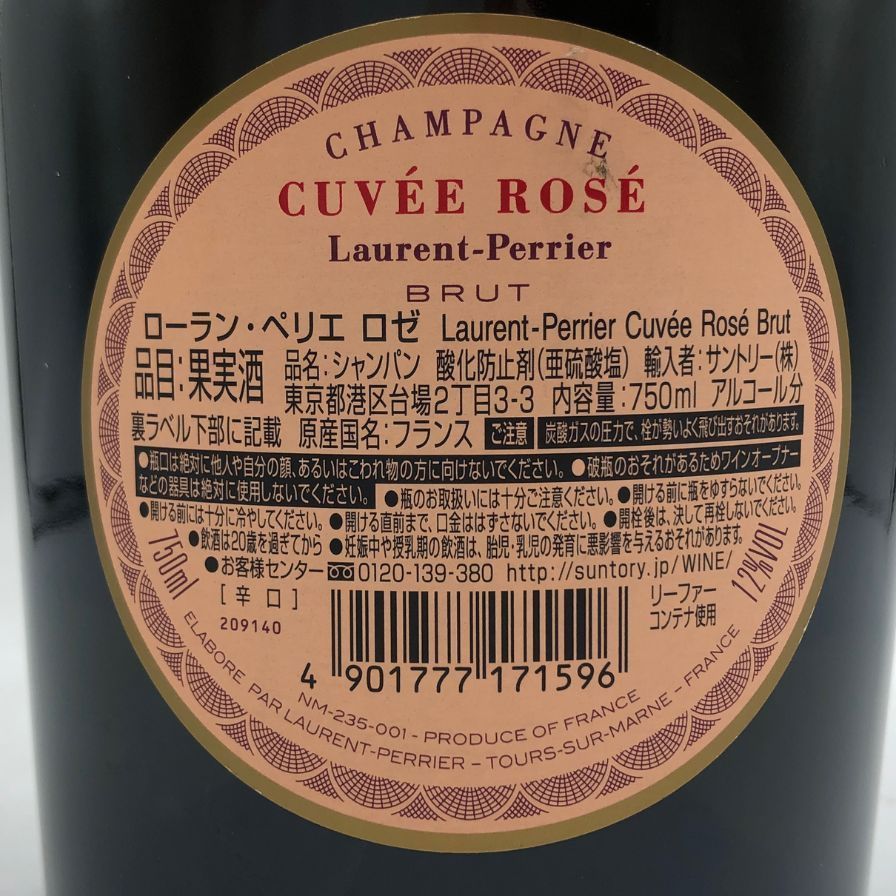 CHAMPAGNE
CUVÉE ROSÉ
Laurent-Perrier
BRUT
ローラン・ペリエ ロゼ Laurent-Perrier Cuvée Rosé Brut
品目:果実酒 品名:シャンパン 酸化防止剤(亜硫酸塩) 輸入者:サントリー(株)
東京都港区台場2丁目3-3 内容量:750ml アルコール分
裏ラベル下部に記載 原産国名:フランス ご注意 炭酸ガスの圧力で、栓が勢いよく飛び出すおそれがあります。
●瓶口は絶対に他人や自分の顔、あるいはこわれ物の方に向けないでください。●破瓶のおそれがあるためワインオープナー
などの器具は絶対に使用しないでください。●瓶のお取扱いには十分ご注意ください。●開ける前に瓶をゆすらないでください。
●開ける前には十分に冷やしてください。●開ける直前まで、口金ははずさないでください。●開栓後は、決して再栓しないでください。
●飲酒は20歳を過ぎてから ●妊娠中や授乳期の飲酒は、胎児・乳児の発育に悪影響を与えるおそれがあります。
●お客様センター 0120-139-380 http://suntory.jp/WINE/
750ml
12%VOL
[辛口]
209140
リーファー
コンテナ使用
4 901777 171596
NM-235-001 - PRODUCE OF FRANCE
ELABORE PAR LAURENT-PERRIER – TOURS-SUR-MARNE – FRANCE